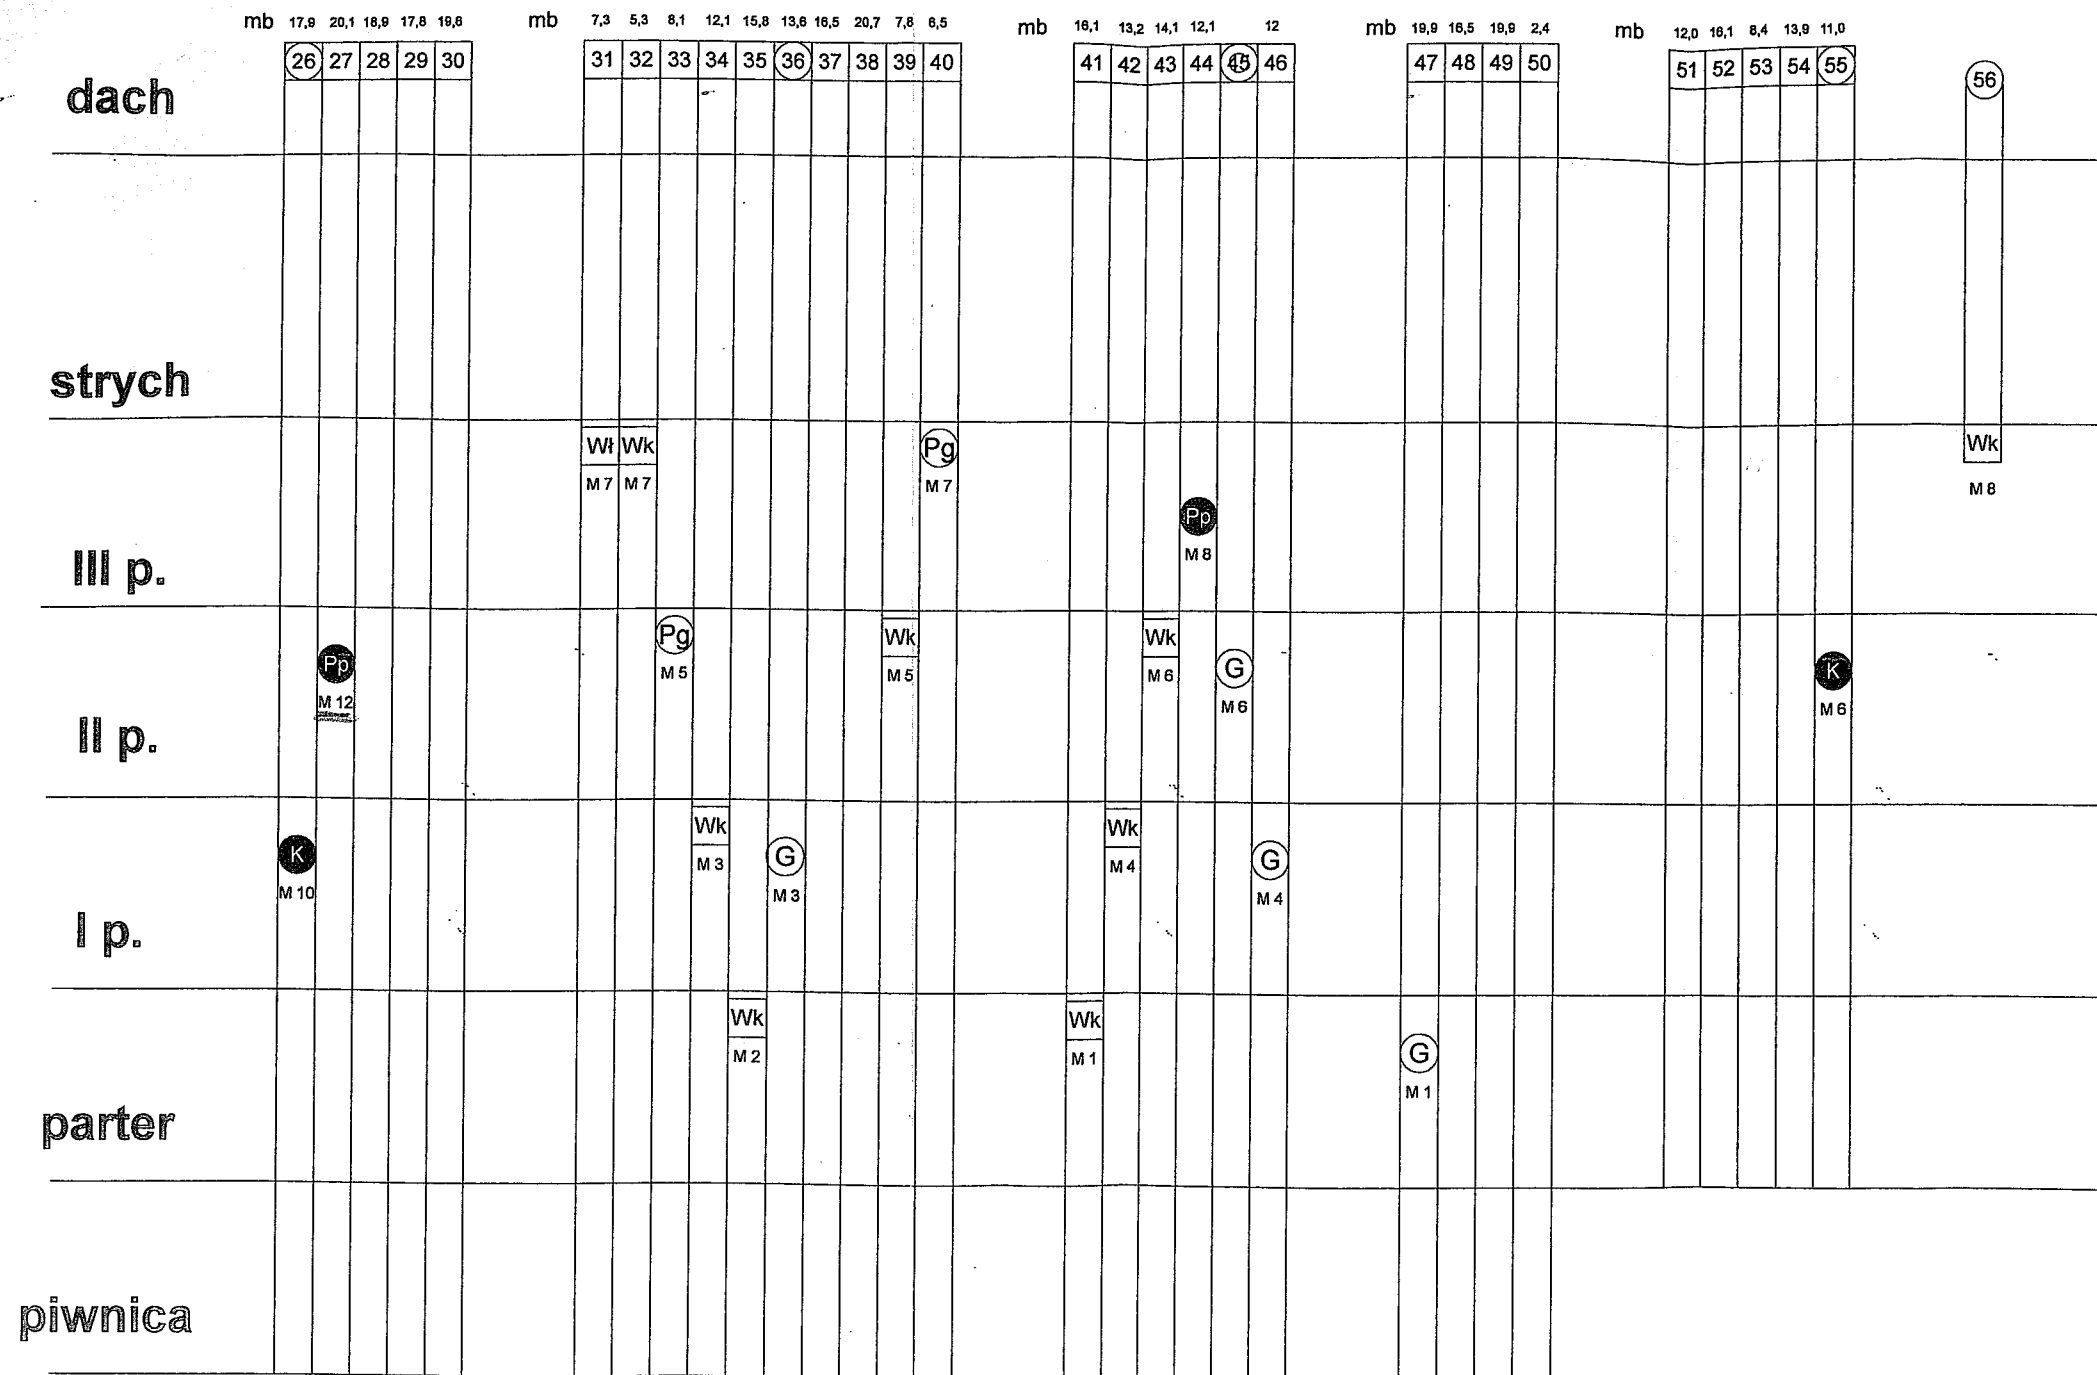 mb 17,9 20,1 18,9 17,8 19,6 mb 7,3 5,3 8,1 12,1 15,8 13,6 16,5 20,7 7,8 6,5 mb 16,1 13,2 14,1 12,1 12 mb 19,9 16,5 19,9 2,4 mb 12,0 16,1 8,4 13,9 11,0
26 27 28 29 30 31 32 33 34 35 36 37 38 39 40 41 42 43 44 45 46 47 48 49 50 51 52 53 54 55 56
dach
strych
Wł Wk Pg Wk
M 7 M 7 M 7 M 8
Pp
M 8
III p.
Pg Wk Wk
M 5 M 5 M 6
Pp G K
M 12 M 6 M 6
II p.
Wk Wk
M 3 M 4
K G G
M 10 M 3 M 4
I p.
Wk Wk
M 2 M 1
G
M 1
parter
piwnica